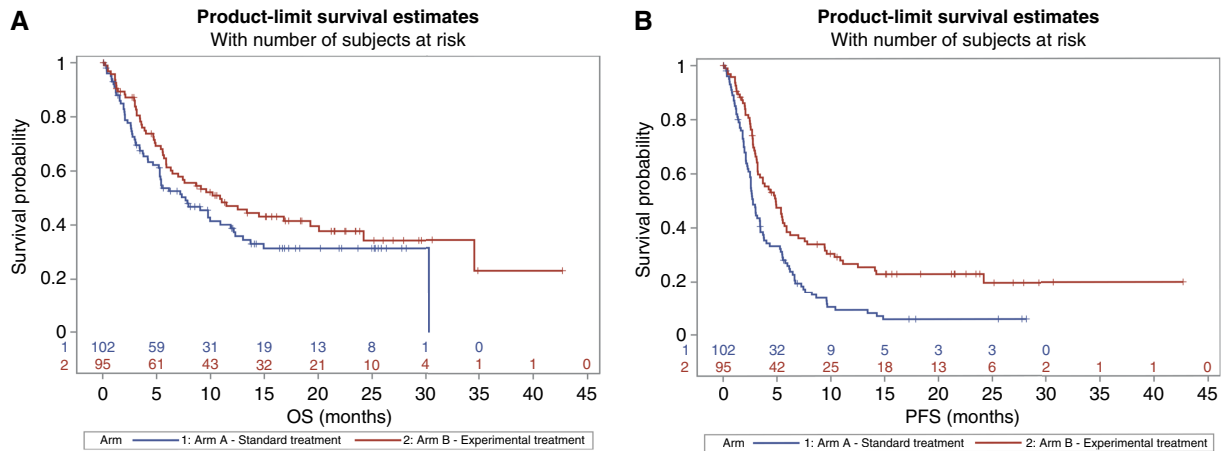 A
Product-limit survival estimates
With number of subjects at risk
Survival probability
1
0.8
0.6
0.4
0.2
0
1 102 59 31 19 13 8 1 0
2 95 61 43 32 21 10 4 1 1 0
0 5 10 15 20 25 30 35 40 45
OS (months)
Arm 1: Arm A - Standard treatment 2: Arm B - Experimental treatment
B
Product-limit survival estimates
With number of subjects at risk
Survival probability
1
0.8
0.6
0.4
0.2
0
1 102 32 9 5 3 3 0
2 95 42 25 18 13 6 2 1 1 0
0 5 10 15 20 25 30 35 40 45
PFS (months)
Arm 1: Arm A - Standard treatment 2: Arm B - Experimental treatment